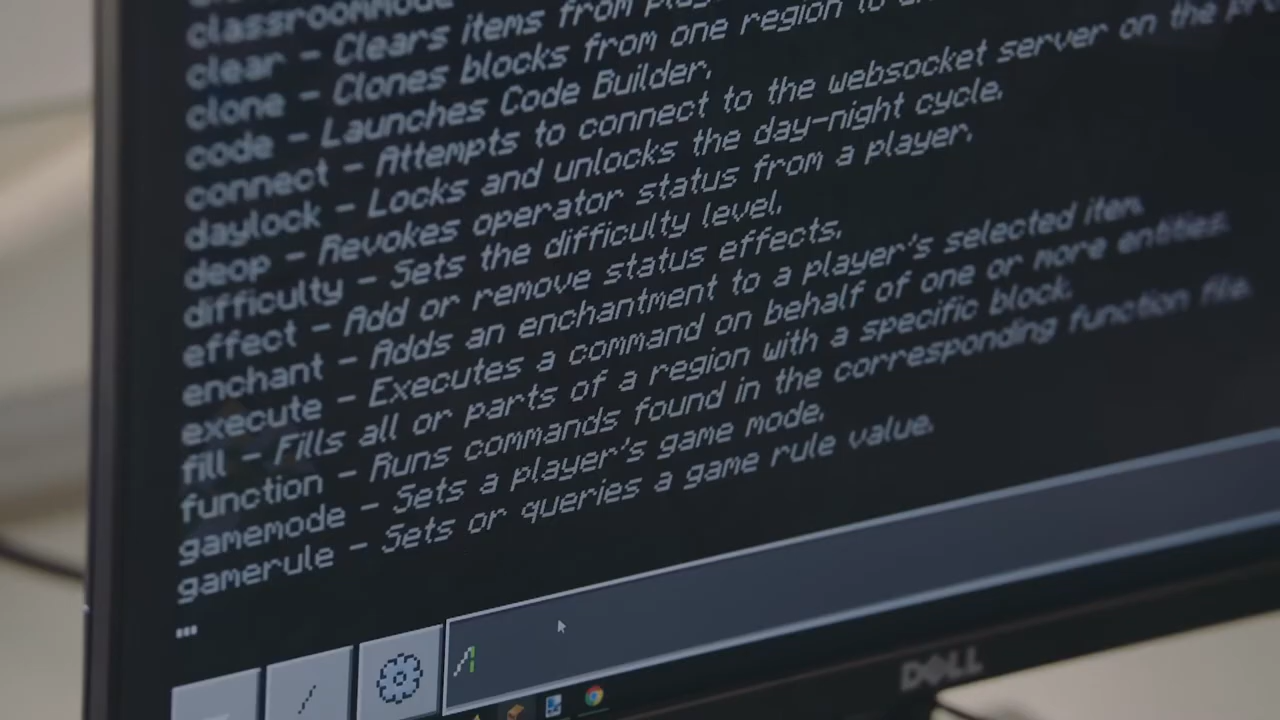 classroommode
clear - Clears items from player
clone - Clones blocks from one region to
code - Launches Code Builder.
connect - Attempts to connect to the websocket server on the
daylock - Locks and unlocks the day-night cycle.
deop - Revokes operator status from a player.
difficulty - Sets the difficulty level.
effect - Add or remove status effects.
enchant - Adds an enchantment to a player's selected item.
execute - Executes a command on behalf of one or more entities.
fill - Fills all or parts of a region with a specific block.
function - Runs commands found in the corresponding function file.
gamemode - Sets a player's game mode.
gamerule - Sets or queries a game rule value.
...
/
/
DELL